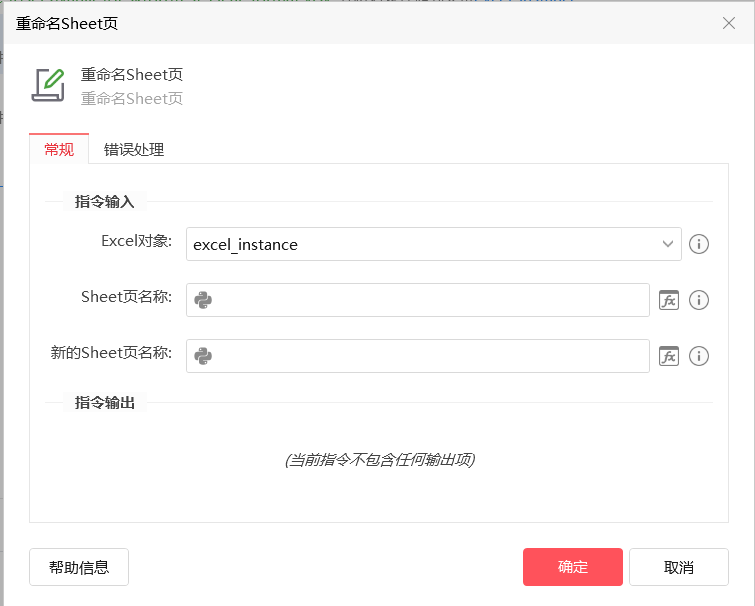 重命名Sheet页
重命名Sheet页
重命名Sheet页
常规 错误处理
指令输入
Excel对象: excel_instance
Sheet页名称:
新的Sheet页名称:
指令输出
(当前指令不包含任何输出项)
帮助信息 确定 取消